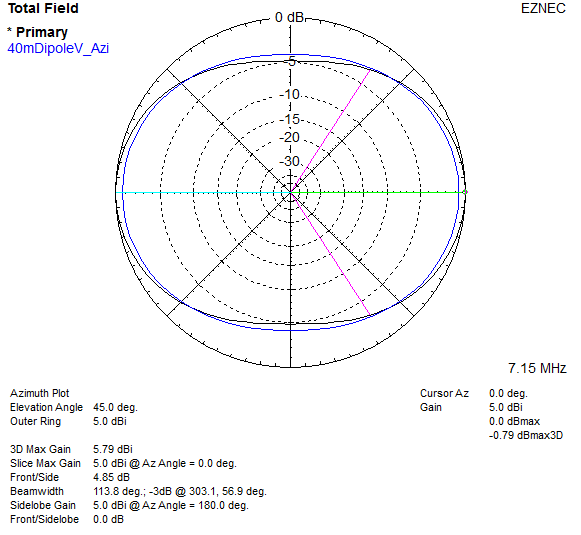 Total Field
EZNEC
* Primary
40mDipoleV_Azi
0 dB
-5
-10
-15
-20
-30
7.15 MHz
Azimuth Plot
Elevation Angle 45.0 deg.
Outer Ring 5.0 dBi
Cursor Az 0.0 deg.
Gain 5.0 dBi
0.0 dBmax
-0.79 dBmax3D
3D Max Gain 5.79 dBi
Slice Max Gain 5.0 dBi @ Az Angle = 0.0 deg.
Front/Side 4.85 dB
Beamwidth 113.8 deg.; -3dB @ 303.1, 56.9 deg.
Sidelobe Gain 5.0 dBi @ Az Angle = 180.0 deg.
Front/Sidelobe 0.0 dB